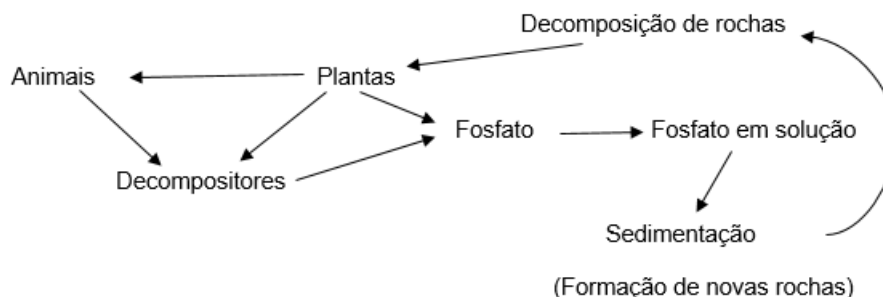 Decomposição de rochas
Animais
Plantas
Fosfato
Fosfato em solução
Decompositores
Sedimentação
(Formação de novas rochas)